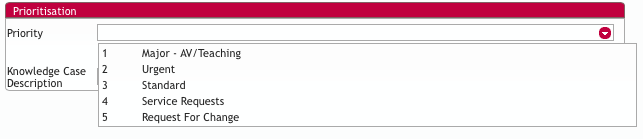 Prioritisation
Priority
1 Major - AV/Teaching
2 Urgent
3 Standard
4 Service Requests
5 Request For Change
Knowledge Case
Description